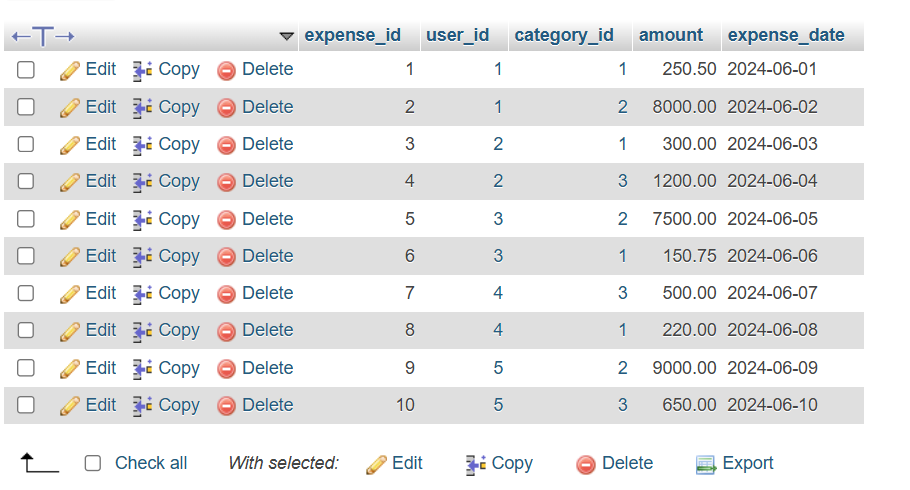 expense_id user_id category_id amount expense_date
Edit Copy Delete 1 1 1 250.50 2024-06-01
Edit Copy Delete 2 1 2 8000.00 2024-06-02
Edit Copy Delete 3 2 1 300.00 2024-06-03
Edit Copy Delete 4 2 3 1200.00 2024-06-04
Edit Copy Delete 5 3 2 7500.00 2024-06-05
Edit Copy Delete 6 3 1 150.75 2024-06-06
Edit Copy Delete 7 4 3 500.00 2024-06-07
Edit Copy Delete 8 4 1 220.00 2024-06-08
Edit Copy Delete 9 5 2 9000.00 2024-06-09
Edit Copy Delete 10 5 3 650.00 2024-06-10
Check all With selected: Edit Copy Delete Export